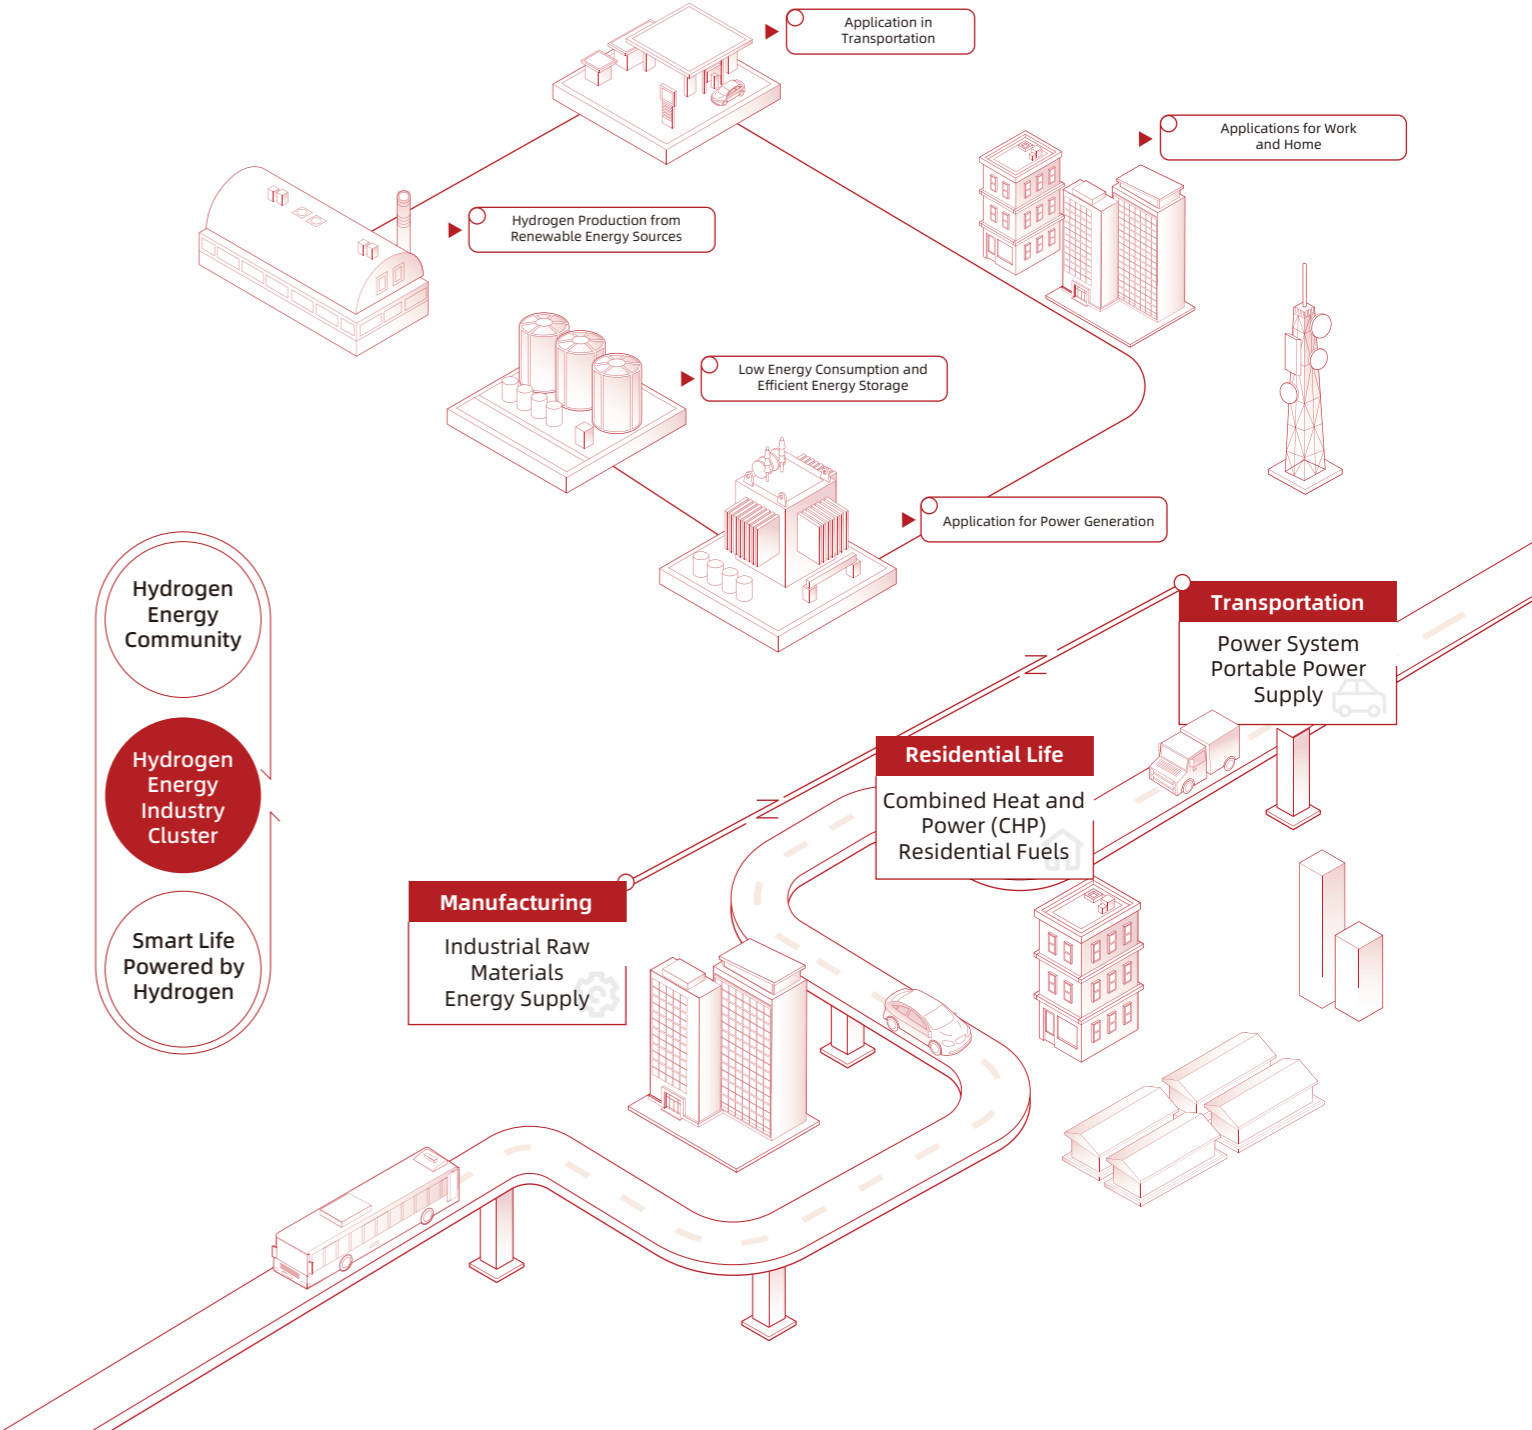 Application in
Transportation
Applications for Work
and Home
Hydrogen Production from
Renewable Energy Sources
Low Energy Consumption and
Efficient Energy Storage
Application for Power Generation
Hydrogen
Energy
Community
Hydrogen
Energy
Industry
Cluster
Smart Life
Powered by
Hydrogen
Transportation
Power System
Portable Power
Supply
Residential Life
Combined Heat and
Power (CHP)
Residential Fuels
Manufacturing
Industrial Raw
Materials
Energy Supply